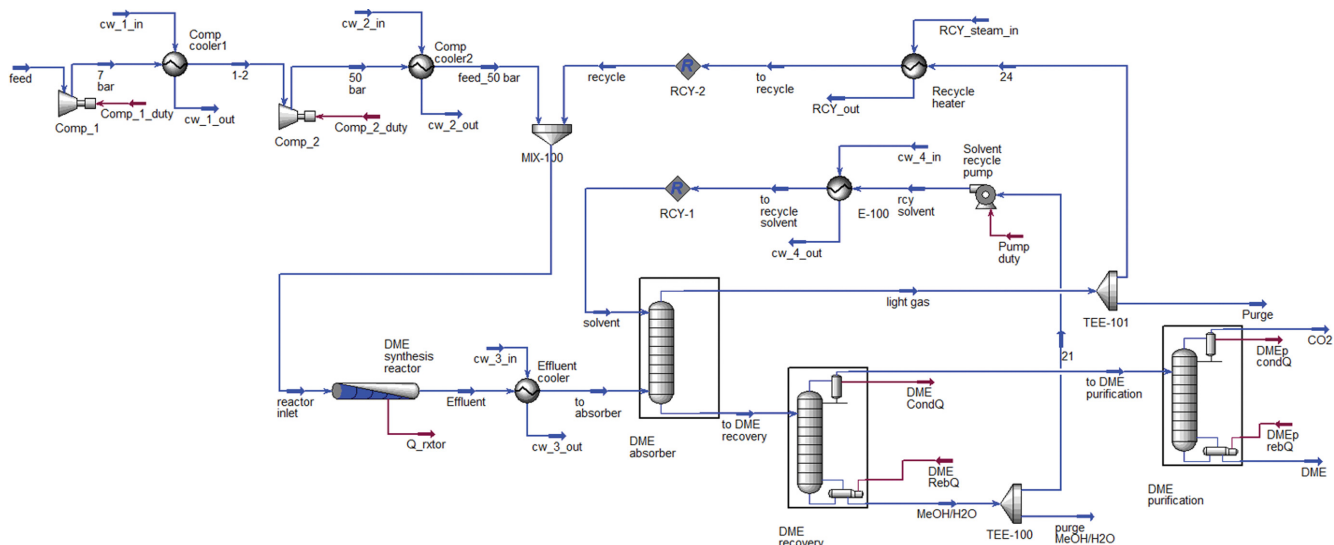 cw_1_in
cw_2_in
RCY_steam_in
Comp
cooler1
Comp
cooler2
feed
7
bar
1-2
50
bar
feed_50 bar
recycle
R
to
recycle
24
RCY-2
Recycle
heater
RCY_out
Comp_1
Comp_1_duty
cw_1_out
Comp_2
Comp_2_duty
cw_2_out
MIX-100
cw_4_in
Solvent
recycle
pump
R
RCY-1
to
recycle
solvent
E-100
rcy
solvent
cw_4_out
Pump
duty
light gas
TEE-101
Purge
solvent
CO2
DMEp
condQ
21
DME
synthesis
reactor
cw_3_in
Effluent
cooler
reactor
inlet
Effluent
to
absorber
to DME
purification
DME
CondQ
to DME
recovery
Q_rxtor
cw_3_out
DME
absorber
DME
RebQ
DMEp
rebQ
DME
DME
purification
MeOH/H2O
TEE-100
purge
MeOH/H2O
DME
recovery